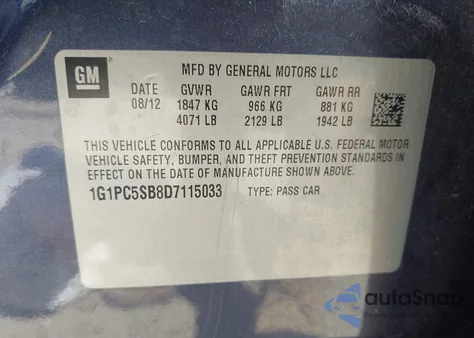 GM
MFD BY GENERAL MOTORS LLC
DATE GVWR GAWR FRT GAWR RR
08/12 1847 KG 966 KG 881 KG
4071 LB 2129 LB 1942 LB
THIS VEHICLE CONFORMS TO ALL APPLICABLE U.S. FEDERAL MOTOR
VEHICLE SAFETY, BUMPER, AND THEFT PREVENTION STANDARDS IN
EFFECT ON THE DATE OF MANUFACTURE SHOWN ABOVE.
1G1PC5SB8D7115033 TYPE: PASS CAR
autoSnap